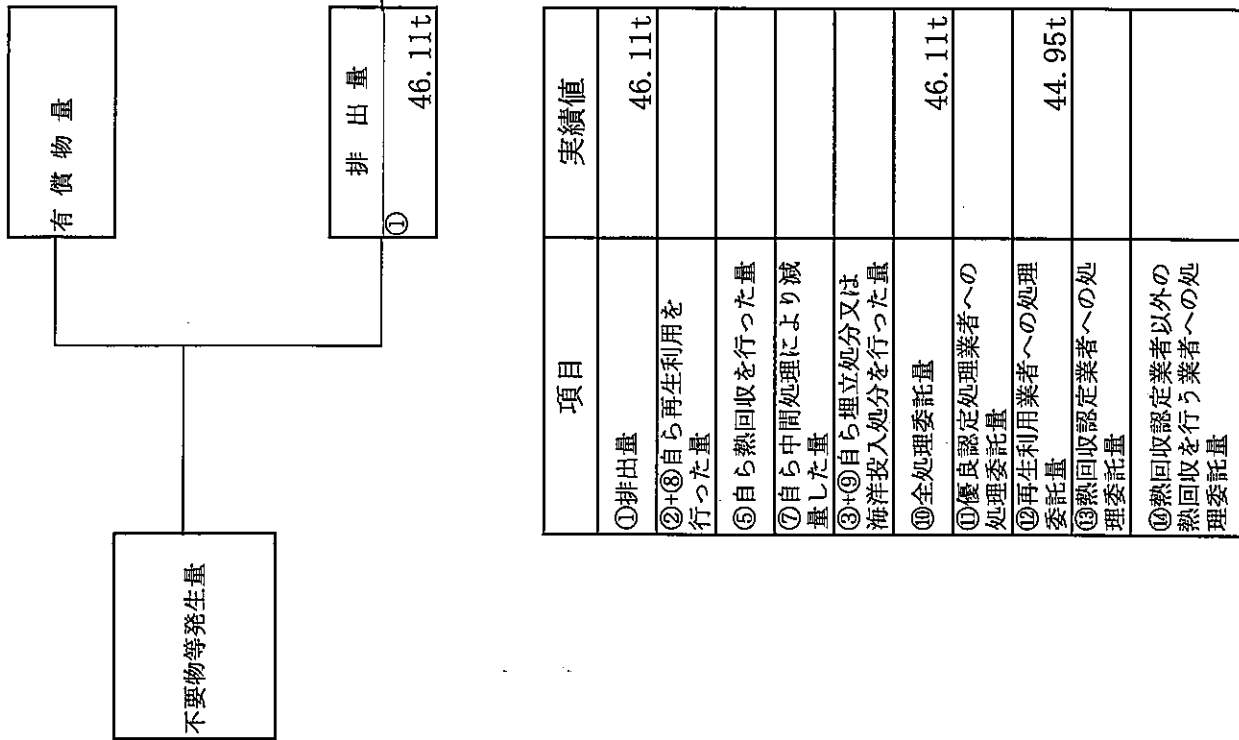 不要物等発生量
有償物量
排出量
①
46.11t
項目
実績値
①排出量
46.11t
②+⑧自ら再生利用を
行った量
⑤自ら熱回収を行った量
⑦自ら中間処理により減
量した量
③+⑨自ら埋立処分又は
海洋投入処分を行った量
⑩全処理委託量
46.11t
⑪優良認定処理業者への
処理委託量
⑫再生利用業者への処理
委託量
44.95t
⑬熱回収認定業者への処
理委託量
⑭熱回収認定業者以外の
熱回収を行う業者への処
理委託量